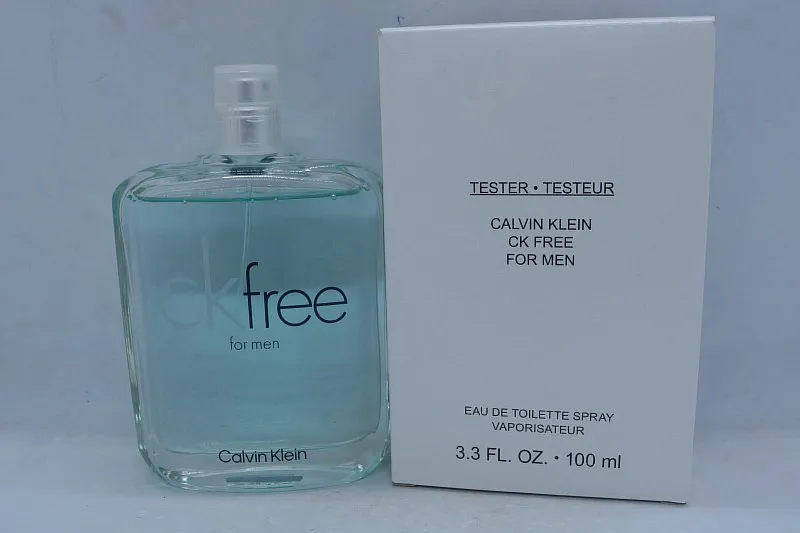 ckfree
for men
Calvin Klein
TESTER • TESTEUR
CALVIN KLEIN
CK FREE
FOR MEN
EAU DE TOILETTE SPRAY
VAPORISATEUR
3.3 FL. OZ. • 100 ml